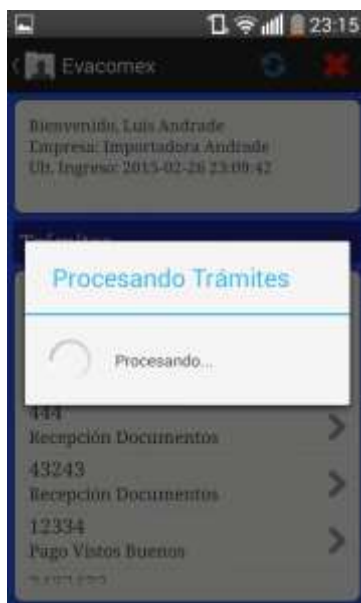 23:15
Evacomex
Bienvenido, Luis Andrade
Empresa: Importadora Andrade
Ult. Ingreso: 2015-02-26 23:09:42
Trámites
Procesando Trámites
Procesando...
444
Recepción Documentos
43243
Recepción Documentos
12334
Pago Vistos Buenos